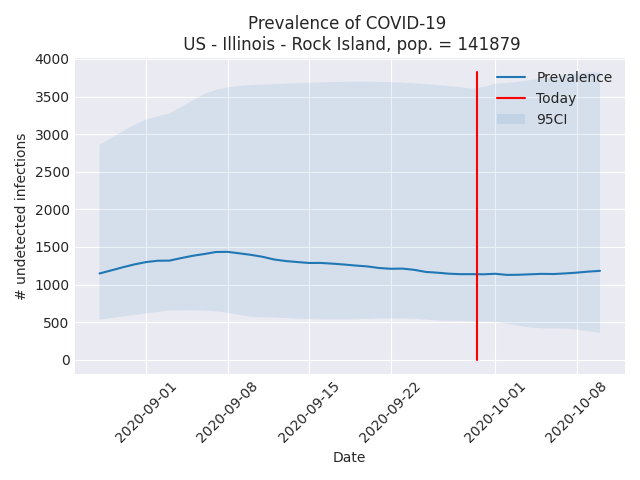 Prevalence of COVID-19
US - Illinois - Rock Island, pop. = 141879
4000
3500
3000
2500
2000
1500
1000
500
0
# undetected infections
Prevalence
Today
95CI
2020-09-01
2020-09-08
2020-09-15
2020-09-22
2020-10-01
2020-10-08
Date